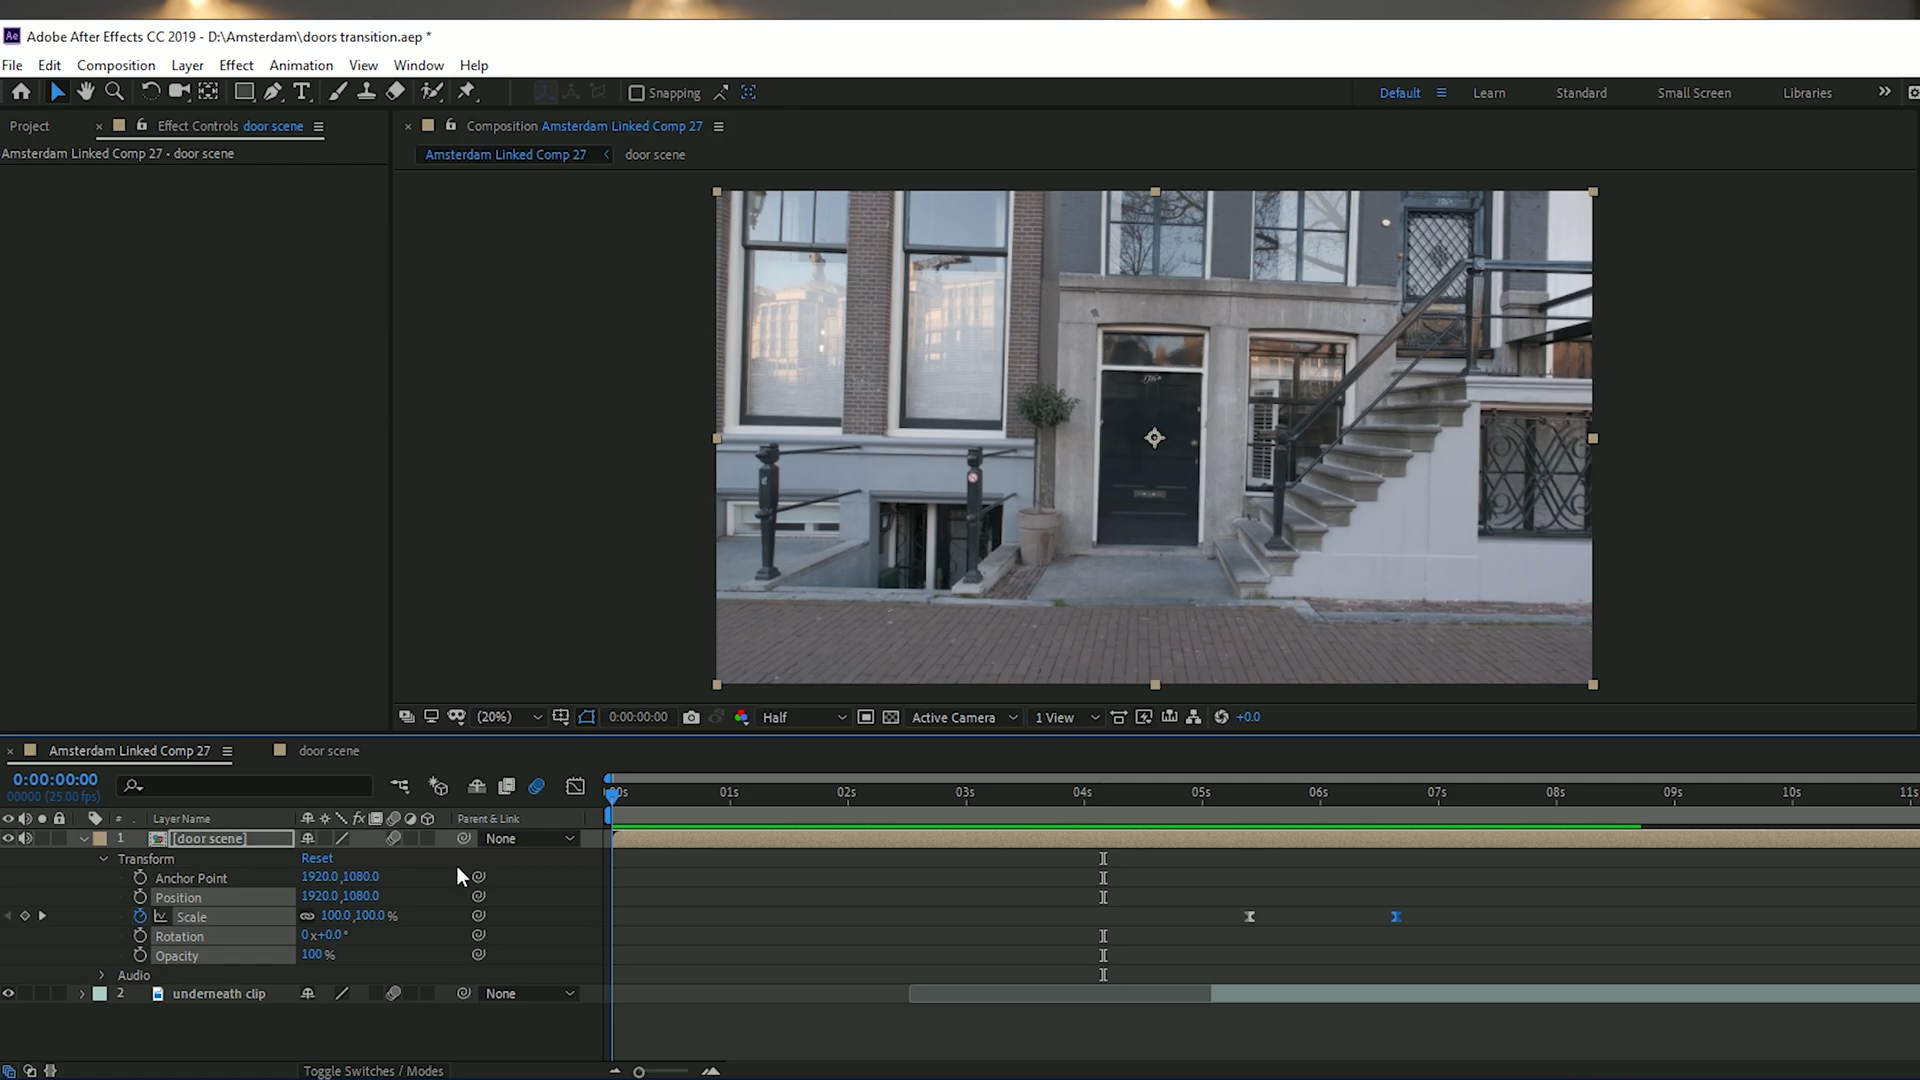 Ae Adobe After Effects CC 2019 - D:\Amsterdam\doors transition.aep *
File Edit Composition Layer Effect Animation View Window Help
Snapping Default Learn Standard Small Screen Libraries
Project Effect Controls door scene
Composition Amsterdam Linked Comp 27
Amsterdam Linked Comp 27 • door scene
Amsterdam Linked Comp 27 door scene
(20%) 0:00:00:00 Half Active Camera 1 View +0.0
Amsterdam Linked Comp 27 door scene
0:00:00:00
00000 (25.00 fps)
:00s 01s 02s 03s 04s 05s 06s 07s 08s 09s 10s 11s
# Layer Name fx Parent & Link
1 [door scene] None
Transform Reset
Anchor Point 1920.0,1080.0
Position 1920.0,1080.0
Scale 100.0,100.0 %
Rotation 0x+0.0°
Opacity 100 %
Audio
2 underneath clip None
Toggle Switches / Modes